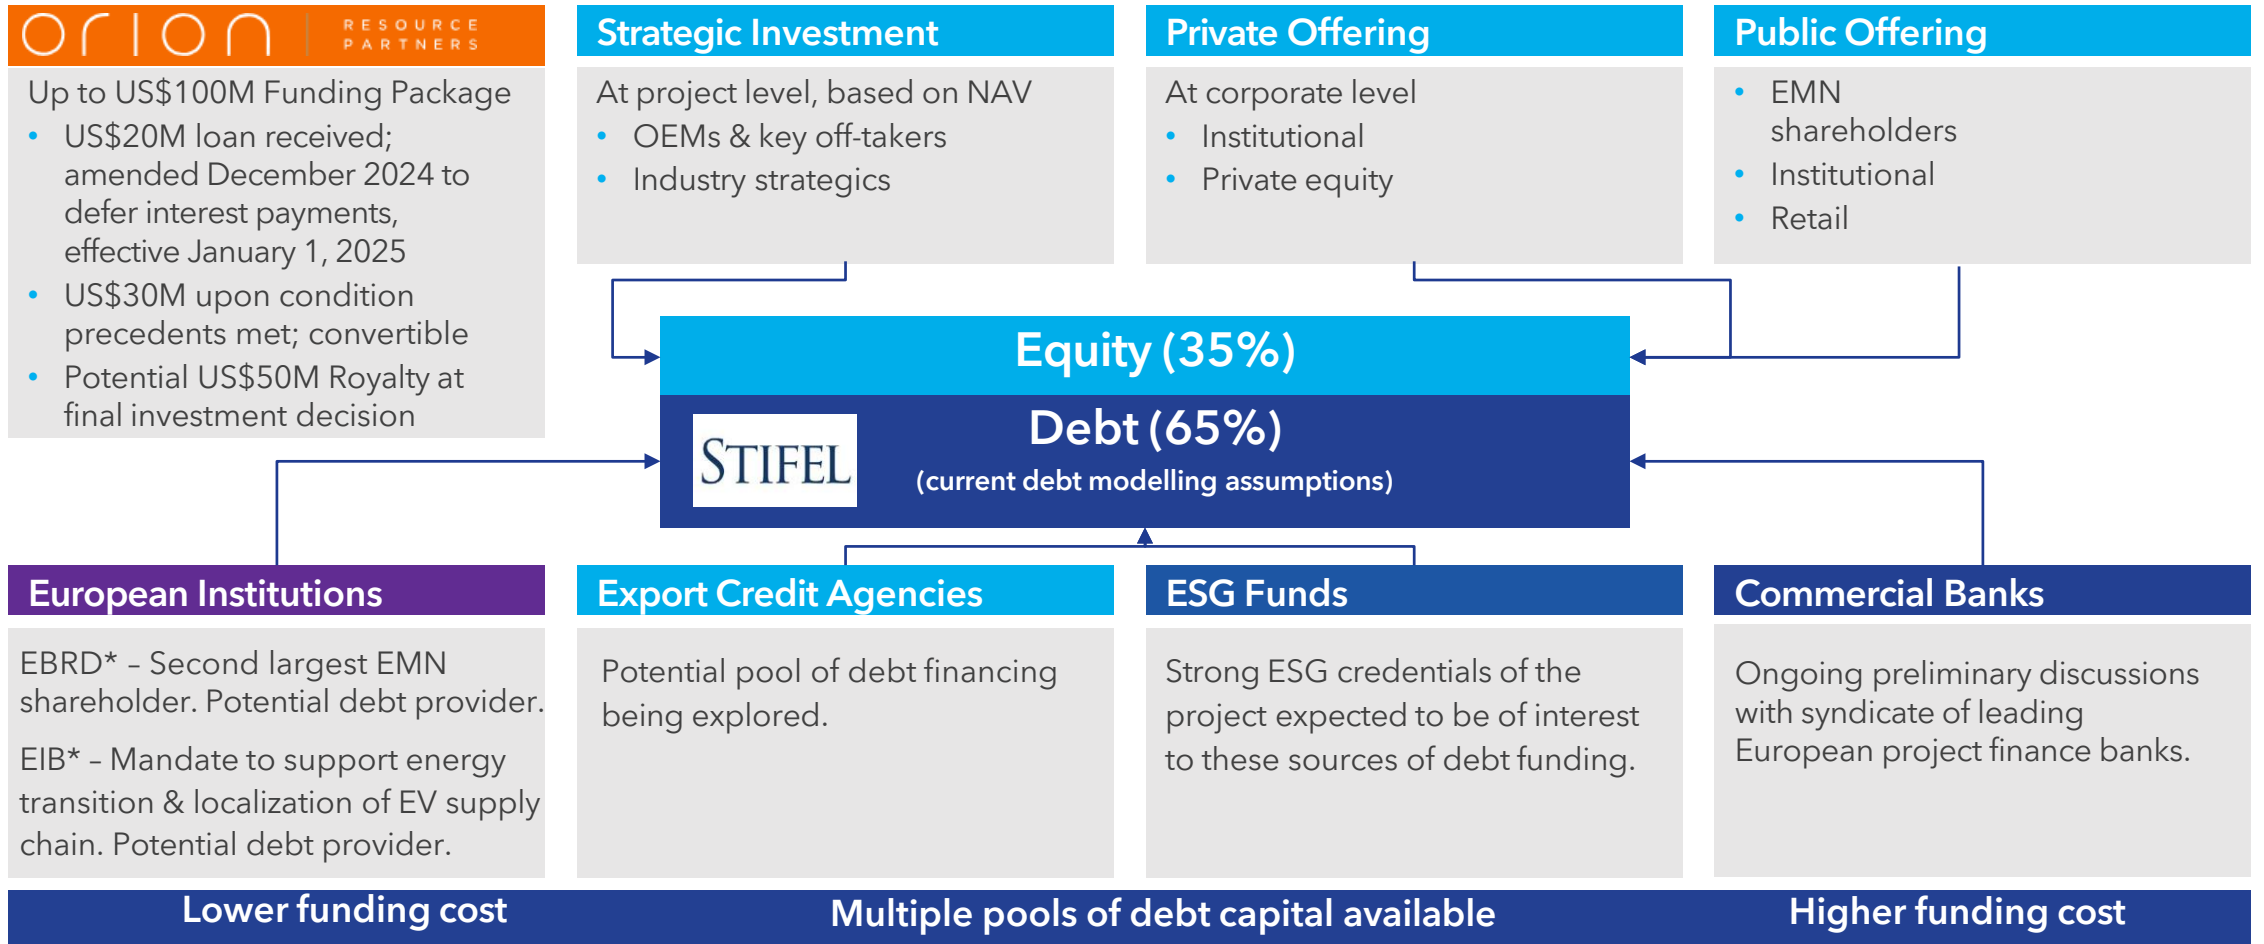 orion RESOURCE
PARTNERS
Up to US$100M Funding Package
• US$20M loan received;
amended December 2024 to
defer interest payments,
effective January 1, 2025
• US$30M upon condition
precedents met; convertible
• Potential US$50M Royalty at
final investment decision
Strategic Investment
At project level, based on NAV
• OEMs & key off-takers
• Industry strategics
Private Offering
At corporate level
• Institutional
• Private equity
Public Offering
• EMN
shareholders
• Institutional
• Retail
Equity (35%)
STIFEL
Debt (65%)
(current debt modelling assumptions)
European Institutions
EBRD* – Second largest EMN
shareholder. Potential debt provider.
EIB* – Mandate to support energy
transition & localization of EV supply
chain. Potential debt provider.
Export Credit Agencies
Potential pool of debt financing
being explored.
ESG Funds
Strong ESG credentials of the
project expected to be of interest
to these sources of debt funding.
Commercial Banks
Ongoing preliminary discussions
with syndicate of leading
European project finance banks.
Lower funding cost
Multiple pools of debt capital available
Higher funding cost